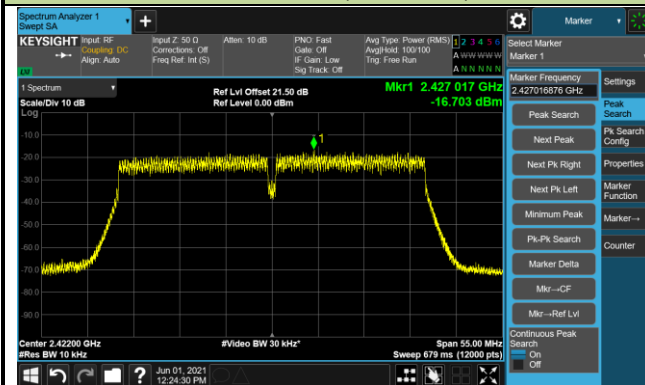 Spectrum Analyzer 1
Swept SA
+
Marker
KEYSIGHT
Input: RF
Coupling: DC
Align: Auto
Input Z: 50 Ω
Corrections: Off
Freq Ref: Int (S)
Atten: 10 dB
PNO: Fast
Gate: Off
IF Gain: Low
Sig Track: Off
Avg Type: Power (RMS)
Avg|Hold: 100/100
Trig: Free Run
1 2 3 4 5 6
A W W W W W
A N N N N N
LXI
Select Marker
Marker 1
1 Spectrum
Scale/Div 10 dB
Log
Ref Lvl Offset 21.50 dB
Ref Level 0.00 dBm
Mkr1 2.427 017 GHz
-16.703 dBm
-10.0
-20.0
-30.0
-40.0
-50.0
-60.0
-70.0
-80.0
-90.0
1
Center 2.42200 GHz
#Res BW 10 kHz
#Video BW 30 kHz*
Span 55.00 MHz
Sweep 679 ms (12000 pts)
Marker Frequency
2.427016876 GHz
Peak Search
Next Peak
Next Pk Right
Next Pk Left
Minimum Peak
Pk-Pk Search
Marker Delta
Mkr→CF
Mkr→Ref Lvl
Continuous Peak
Search
On
Off
Settings
Peak
Search
Pk Search
Config
Properties
Marker
Function
Marker→
Counter
?
Jun 01, 2021
12:24:30 PM